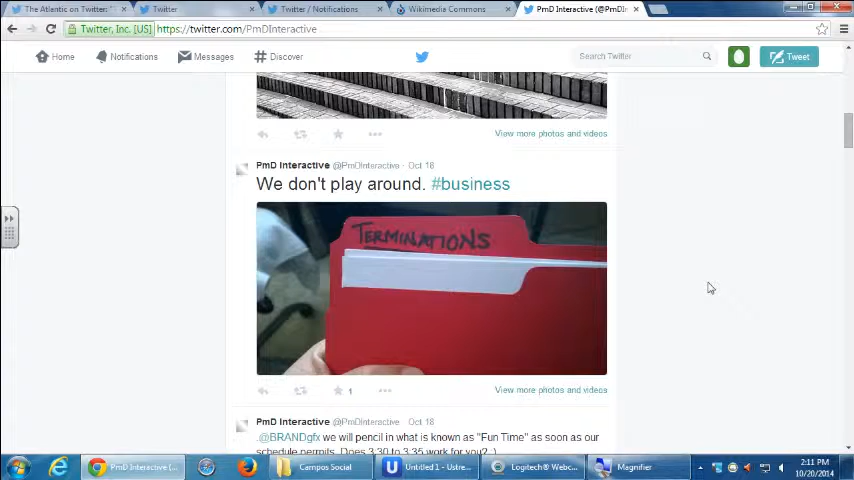 The Atlantic on Twitter: "
Twitter
Twitter / Notifications
Wikimedia Commons
PmD Interactive (@PmDI
Twitter, Inc. [US]
https://twitter.com/PmDInteractive
Home
Notifications
Messages
Discover
Search Twitter
Tweet
View more photos and videos
PmD Interactive @PmDInteractive · Oct 18
We don't play around. #business
TERMINATIONS
1
View more photos and videos
PmD Interactive @PmDInteractive · Oct 18
.@BRANDgfx we will pencil in what is known as "Fun Time" as soon as our
schedule permits. Does 3:30 to 3:35 work for you? :)
PmD Interactive (...
Campos Social
Untitled 1 - Ustre...
Logitech® Webc...
Magnifier
2:11 PM
10/20/2014